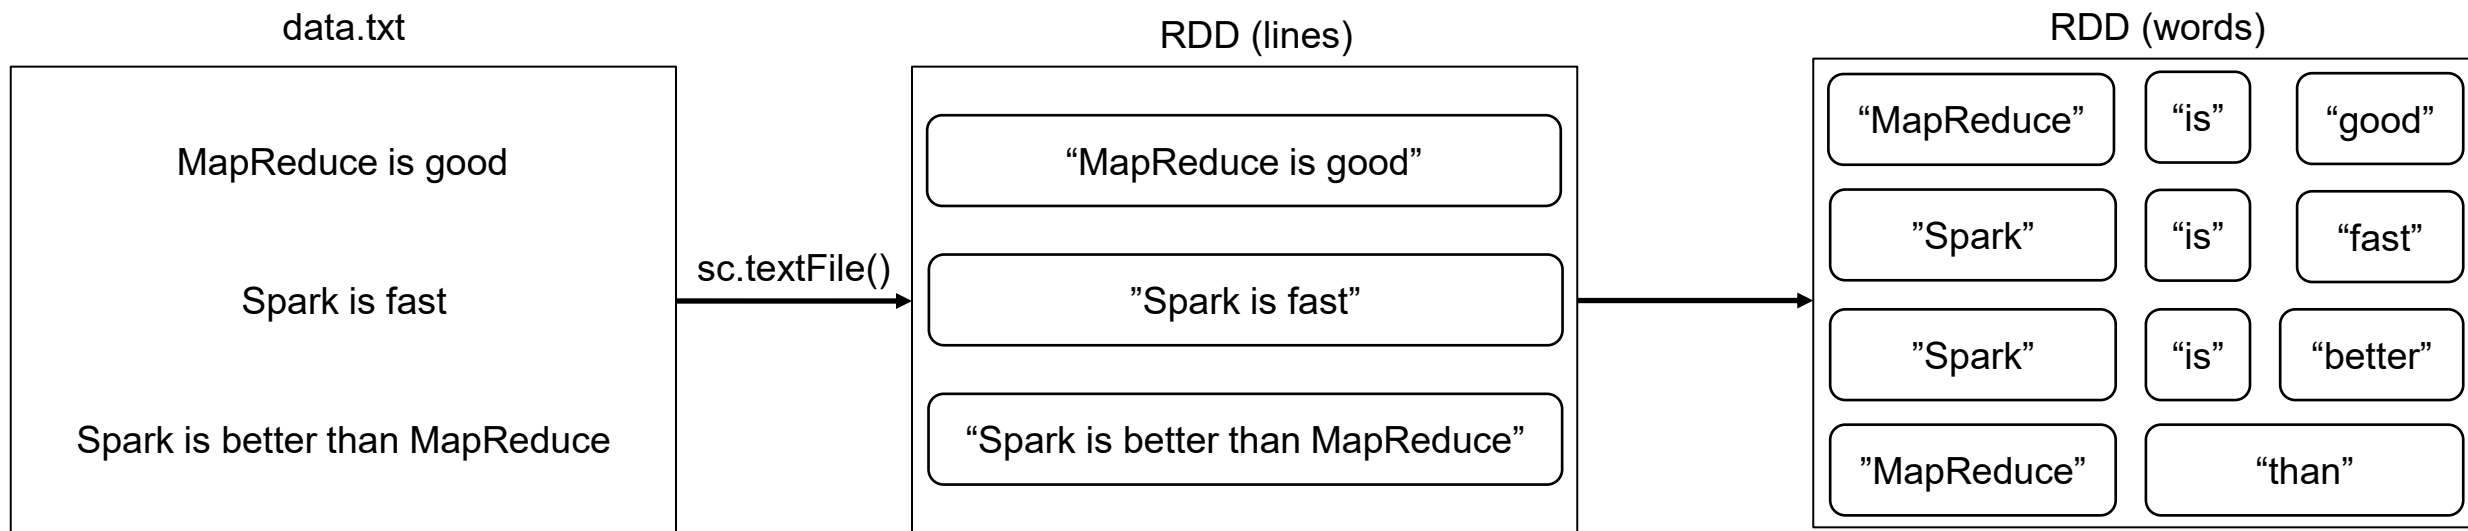 data.txt
MapReduce is good
Spark is fast
Spark is better than MapReduce
sc.textFile()
RDD (lines)
“MapReduce is good”
”Spark is fast”
“Spark is better than MapReduce”
RDD (words)
“MapReduce” “is” “good”
”Spark” “is” “fast”
”Spark” “is” “better”
”MapReduce” “than”